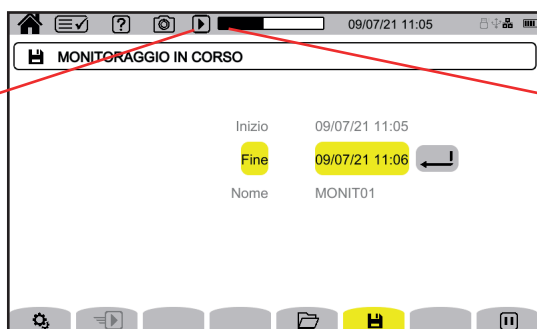 09/07/21 11:05
MONITORAGGIO IN CORSO
Inizio 09/07/21 11:05
Fine 09/07/21 11:06
Nome MONIT01